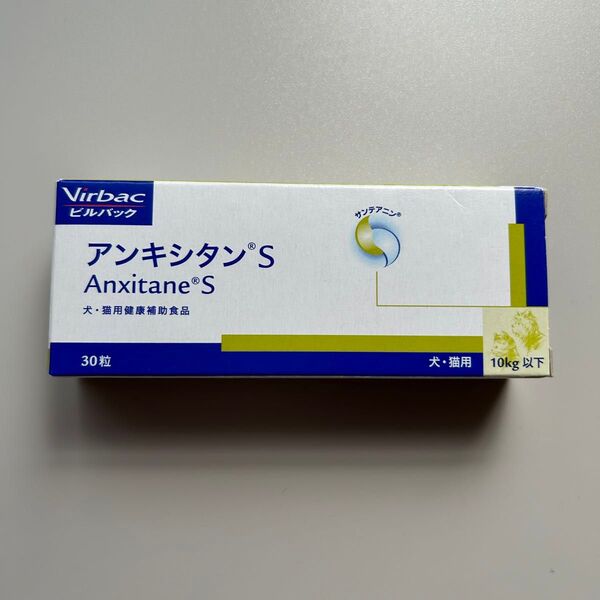 Virbac
ビルバック
サンテアニン®
アンキシタン®S
Anxitane®S
犬・猫用健康補助食品
30粒
犬・猫用
10kg 以下